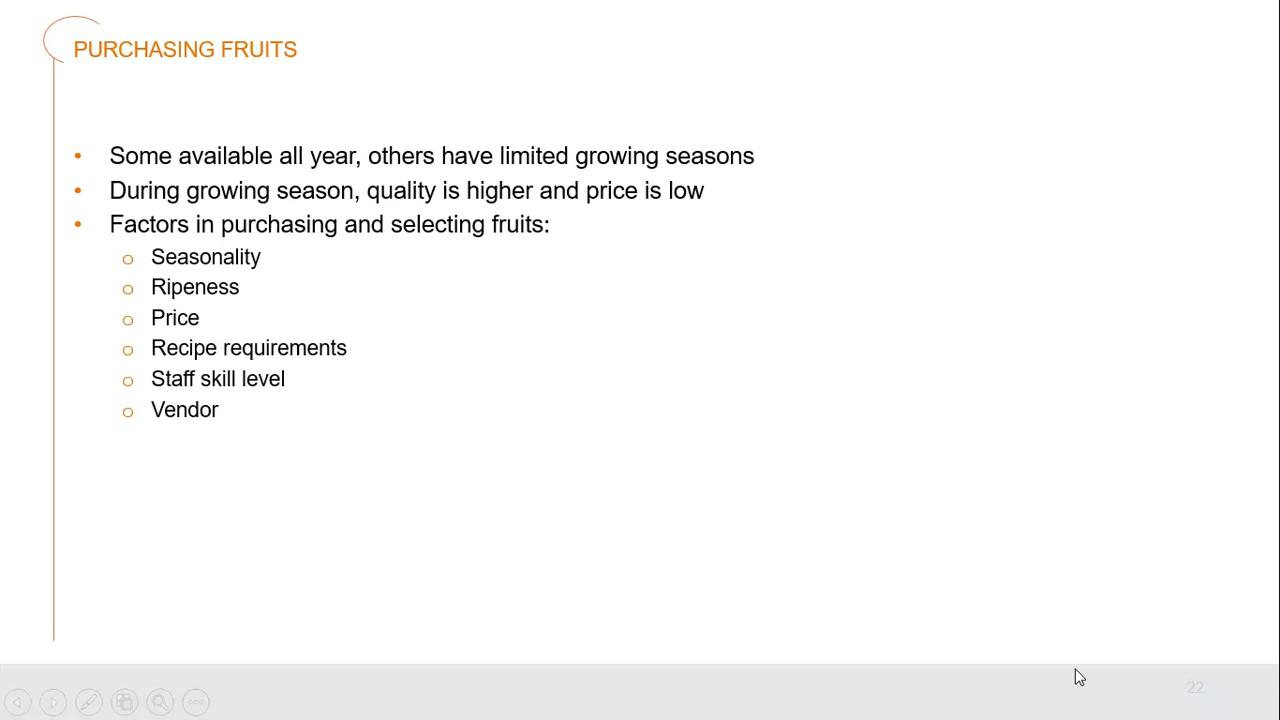 PURCHASING FRUITS
• Some available all year, others have limited growing seasons
• During growing season, quality is higher and price is low
• Factors in purchasing and selecting fruits:
o Seasonality
o Ripeness
o Price
o Recipe requirements
o Staff skill level
o Vendor
22